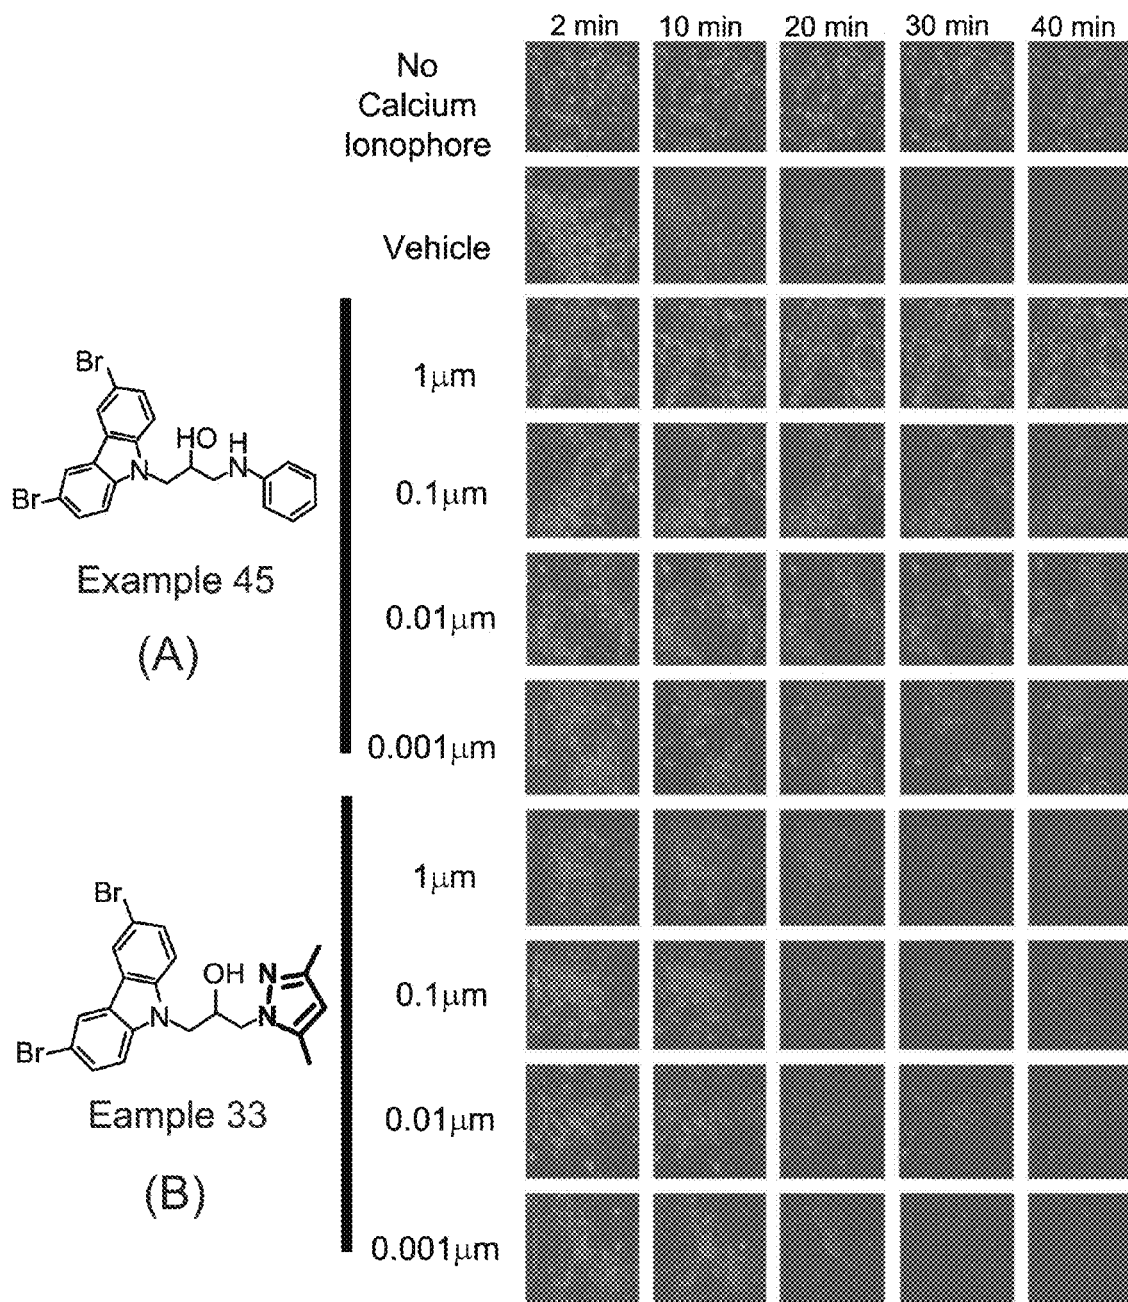 2 min 10 min 20 min 30 min 40 min
No
Calcium
Ionophore
Vehicle
1μm
Br
HO
H
N
N
Br
0.1μm
Example 45
0.01μm
(A)
0.001μm
1μm
Br
OH
N
N
N
Br
0.1μm
Eample 33
0.01μm
(B)
0.001μm